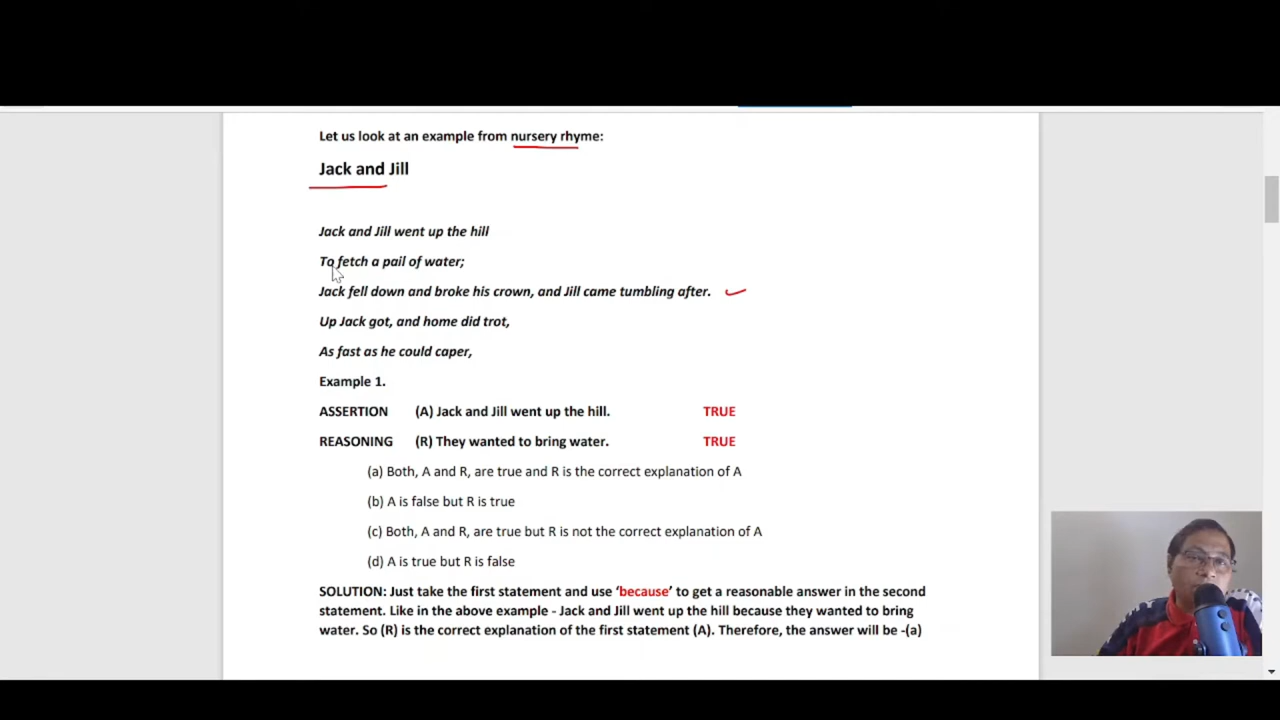 Let us look at an example from nursery rhyme:
Jack and Jill
Jack and Jill went up the hill
To fetch a pail of water;
Jack fell down and broke his crown, and Jill came tumbling after.
Up Jack got, and home did trot,
As fast as he could caper,
Example 1.
ASSERTION (A) Jack and Jill went up the hill. TRUE
REASONING (R) They wanted to bring water. TRUE
(a) Both, A and R, are true and R is the correct explanation of A
(b) A is false but R is true
(c) Both, A and R, are true but R is not the correct explanation of A
(d) A is true but R is false
SOLUTION: Just take the first statement and use ‘because’ to get a reasonable answer in the second
statement. Like in the above example - Jack and Jill went up the hill because they wanted to bring
water. So (R) is the correct explanation of the first statement (A). Therefore, the answer will be -(a)